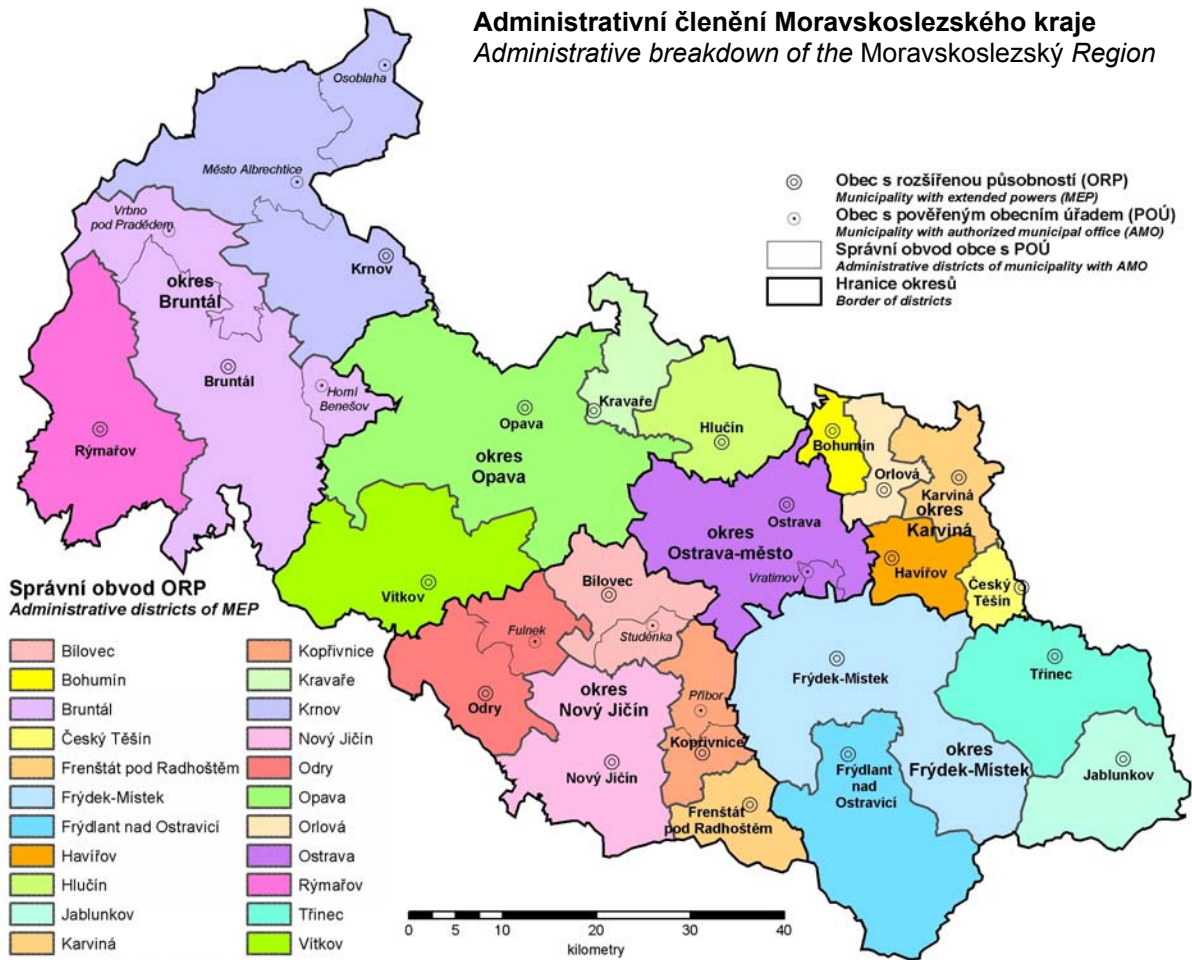 Administrativní členění Moravskoslezského kraje
Administrative breakdown of the Moravskoslezský Region
Obec s rozšířenou působností (ORP)
Municipality with extended powers (MEP)
Obec s pověřeným obecním úřadem (POÚ)
Municipality with authorized municipal office (AMO)
Správní obvod obce s POÚ
Administrative districts of municipality with AMO
Hranice okresů
Border of districts
Osoblaha
Město Albrechtice
Vrbno
pod Pradědem
Krnov
okres
Bruntál
Bruntál
Horní
Benešov
Rýmařov
Kravaře
Opava
Hlučín
okres
Opava
Bohumín
Orlová
Karviná
okres
Karviná
Ostrava
okres
Ostrava-město
Vratimov
Havířov
Český
Těšín
Vítkov
Bílovec
Studénka
Fulnek
Odry
okres
Nový Jičín
Nový Jičín
Příbor
Kopřivnice
Frenštát
pod Radhoštěm
Frýdek-Místek
Třinec
okres
Frýdek-Místek
Frýdlant
nad
Ostravicí
Jablunkov
Správní obvod ORP
Administrative districts of MEP
Bílovec
Bohumín
Bruntál
Český Těšín
Frenštát pod Radhoštěm
Frýdek-Místek
Frýdlant nad Ostravicí
Havířov
Hlučín
Jablunkov
Karviná
Kopřivnice
Kravaře
Krnov
Nový Jičín
Odry
Opava
Orlová
Ostrava
Rýmařov
Třinec
Vítkov
0 5 10 20 30 40
kilometry